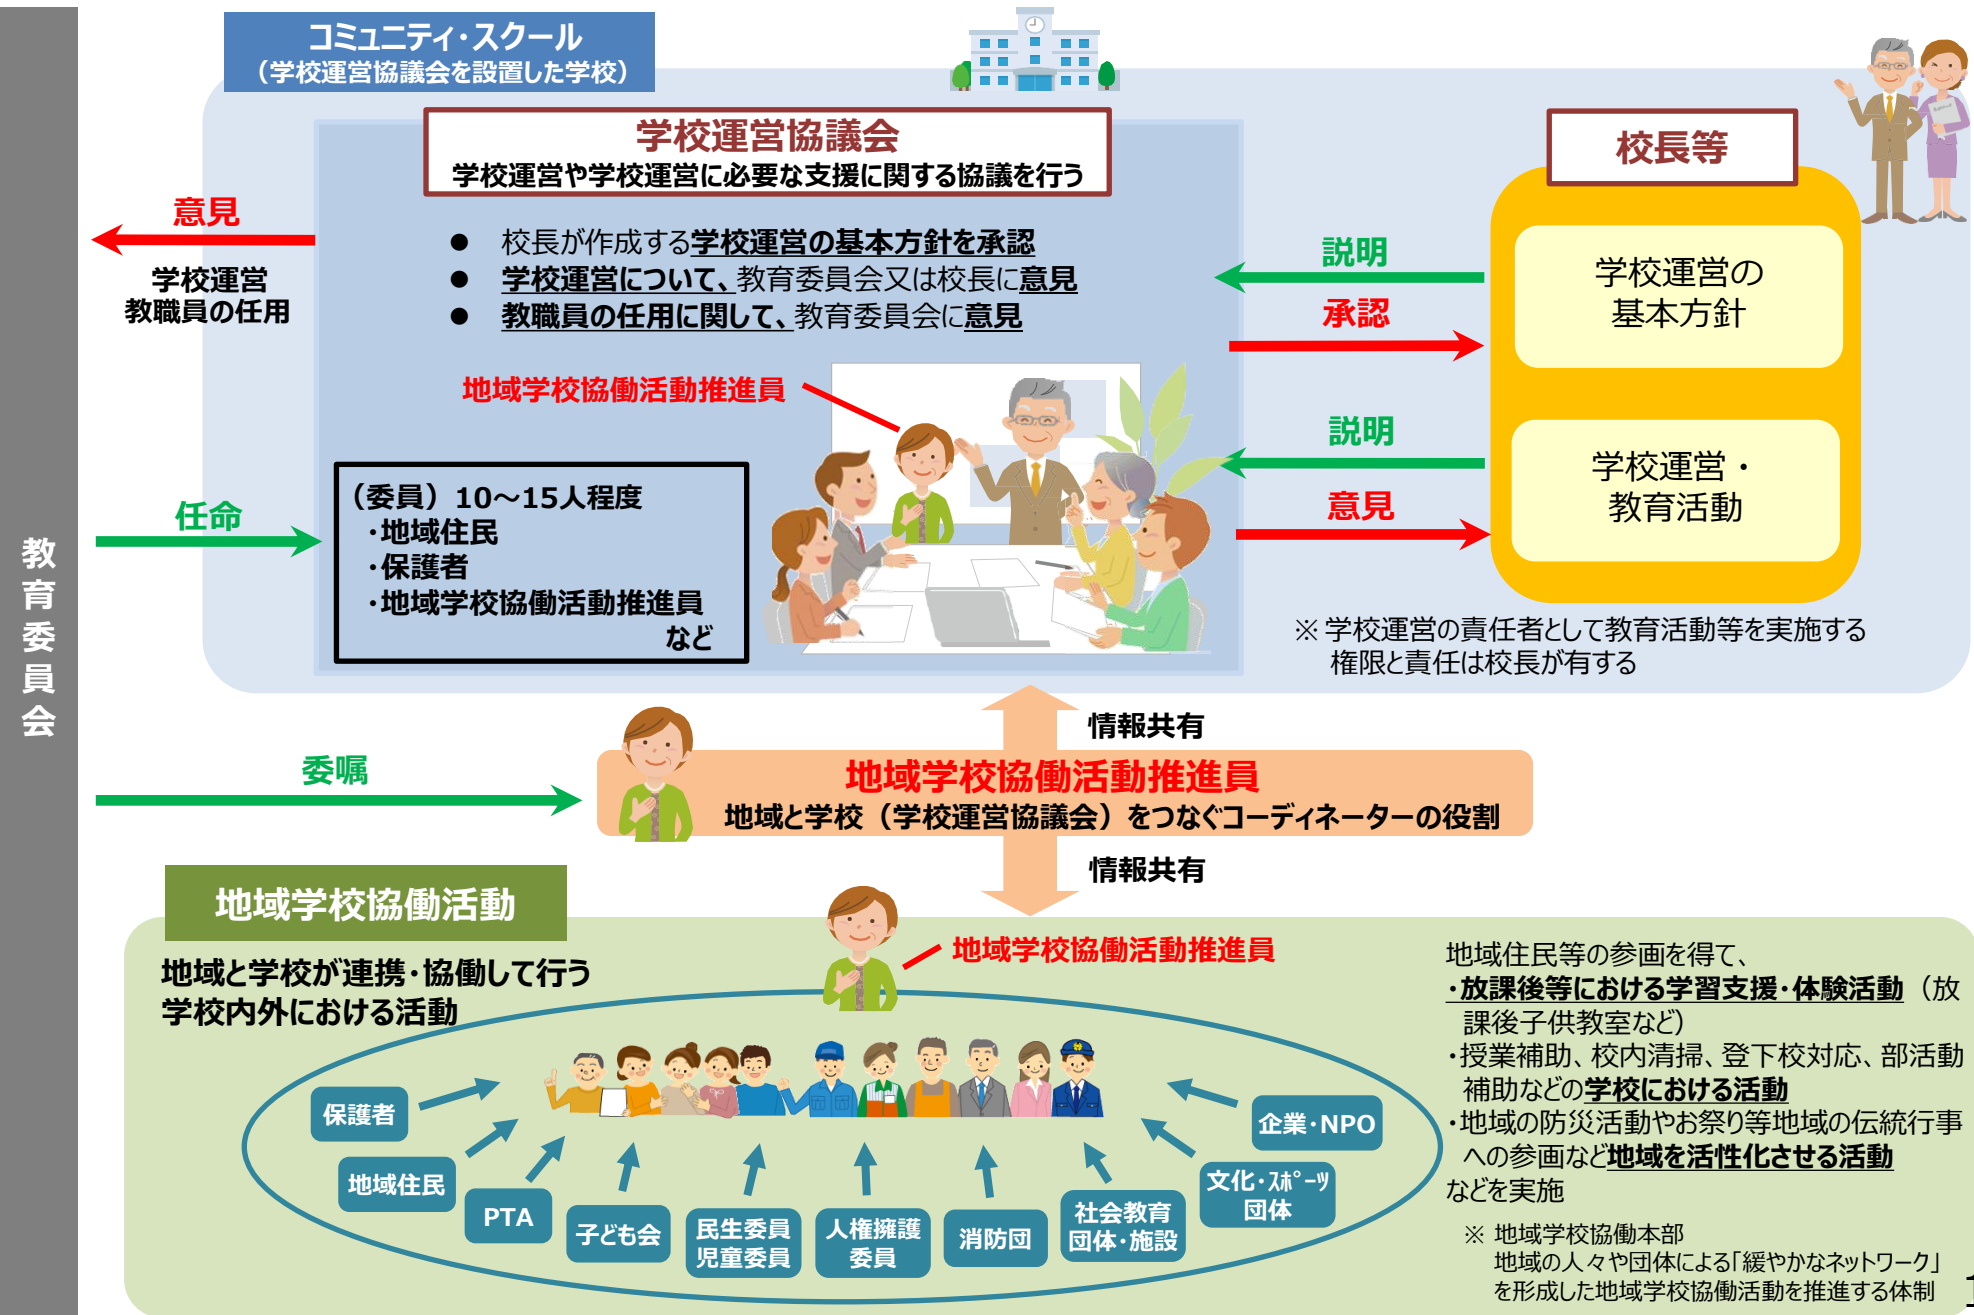 コミュニティ・スクール
（学校運営協議会を設置した学校）
学校運営協議会
学校運営や学校運営に必要な支援に関する協議を行う
校長等
意見
学校運営
教職員の任用
● 校長が作成する学校運営の基本方針を承認
● 学校運営について、教育委員会又は校長に意見
● 教職員の任用に関して、教育委員会に意見
説明
承認
学校運営の
基本方針
地域学校協働活動推進員
説明
意見
学校運営・
教育活動
任命
（委員）10～15人程度
・地域住民
・保護者
・地域学校協働活動推進員
など
教育委員会
※ 学校運営の責任者として教育活動等を実施する
権限と責任は校長が有する
情報共有
委嘱
地域学校協働活動推進員
地域と学校（学校運営協議会）をつなぐコーディネーターの役割
情報共有
地域学校協働活動
地域と学校が連携・協働して行う
学校内外における活動
地域学校協働活動推進員
保護者
地域住民
PTA
子ども会
民生委員
児童委員
人権擁護
委員
消防団
社会教育
団体・施設
文化・ｽﾎﾟｰﾂ
団体
企業・NPO
地域住民等の参画を得て、
・放課後等における学習支援・体験活動（放
課後子供教室など）
・授業補助、校内清掃、登下校対応、部活動
補助などの学校における活動
・地域の防災活動やお祭り等地域の伝統行事
への参画など地域を活性化させる活動
などを実施
※ 地域学校協働本部
地域の人々や団体による「緩やかなネットワーク」
を形成した地域学校協働活動を推進する体制